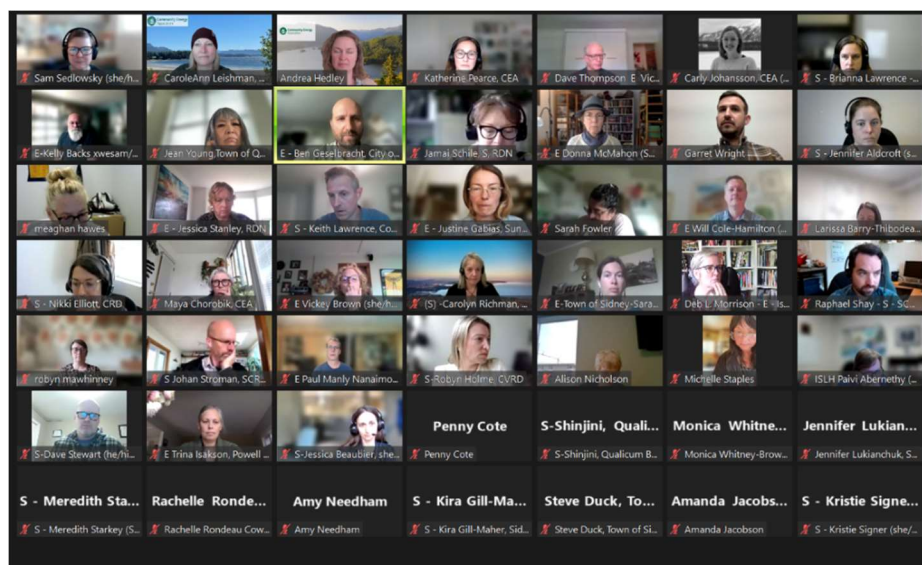 Sam Sedlowsky (she/h...
CaroleAnn Leishman, ...
Andrea Hedley
Katherine Pearce, CEA
Dave Thompson E Vic...
Carly Johansson, CEA (...
S - Brianna Lawrence -...
E-Kelly Backs xwesam/...
Jean Young Town of Q...
E - Ben Geselbracht, City o...
Jamai Schile, S, RDN
E Donna McMahon (S...
Garret Wright
S - Jennifer Aldcroft (s...
meaghan hawes
E - Jessica Stanley, RDN
S - Keith Lawrence, Co...
E - Justine Gabias, Sun...
Sarah Fowler
E Will Cole-Hamilton (...
Larissa Barry-Thibodea...
S - Nikki Elliott, CRD
Maya Chorobik, CEA
E Vickey Brown (she/h...
(S) -Carolyn Richman, ...
E-Town of Sidney-Sara...
Deb L. Morrison - E - Is...
Raphael Shay - S - SC...
robyn mawhinney
S Johan Stroman, SCR...
E Paul Manly Nanaimo...
S-Robyn Holme, CVRD
Alison Nicholson
Michelle Staples
ISLH Paivi Abernethy (...
S-Dave Stewart (he/hi...
E Trina Isakson, Powell ...
S-Jessica Beaubier, she...
Penny Cote
Penny Cote
S-Shinjini, Quali...
S-Shinjini, Qualicum B...
Monica Whitne...
Monica Whitney-Brow...
Jennifer Lukian...
Jennifer Lukianchuk, S...
S - Meredith Sta...
S - Meredith Starkey (S...
Rachelle Ronde...
Rachelle Rondeau Cow...
Amy Needham
Amy Needham
S - Kira Gill-Ma...
S - Kira Gill-Maher, Sid...
Steve Duck, To...
Steve Duck, Town of Si...
Amanda Jacobs...
Amanda Jacobson
S - Kristie Signe...
S - Kristie Signer (she/...